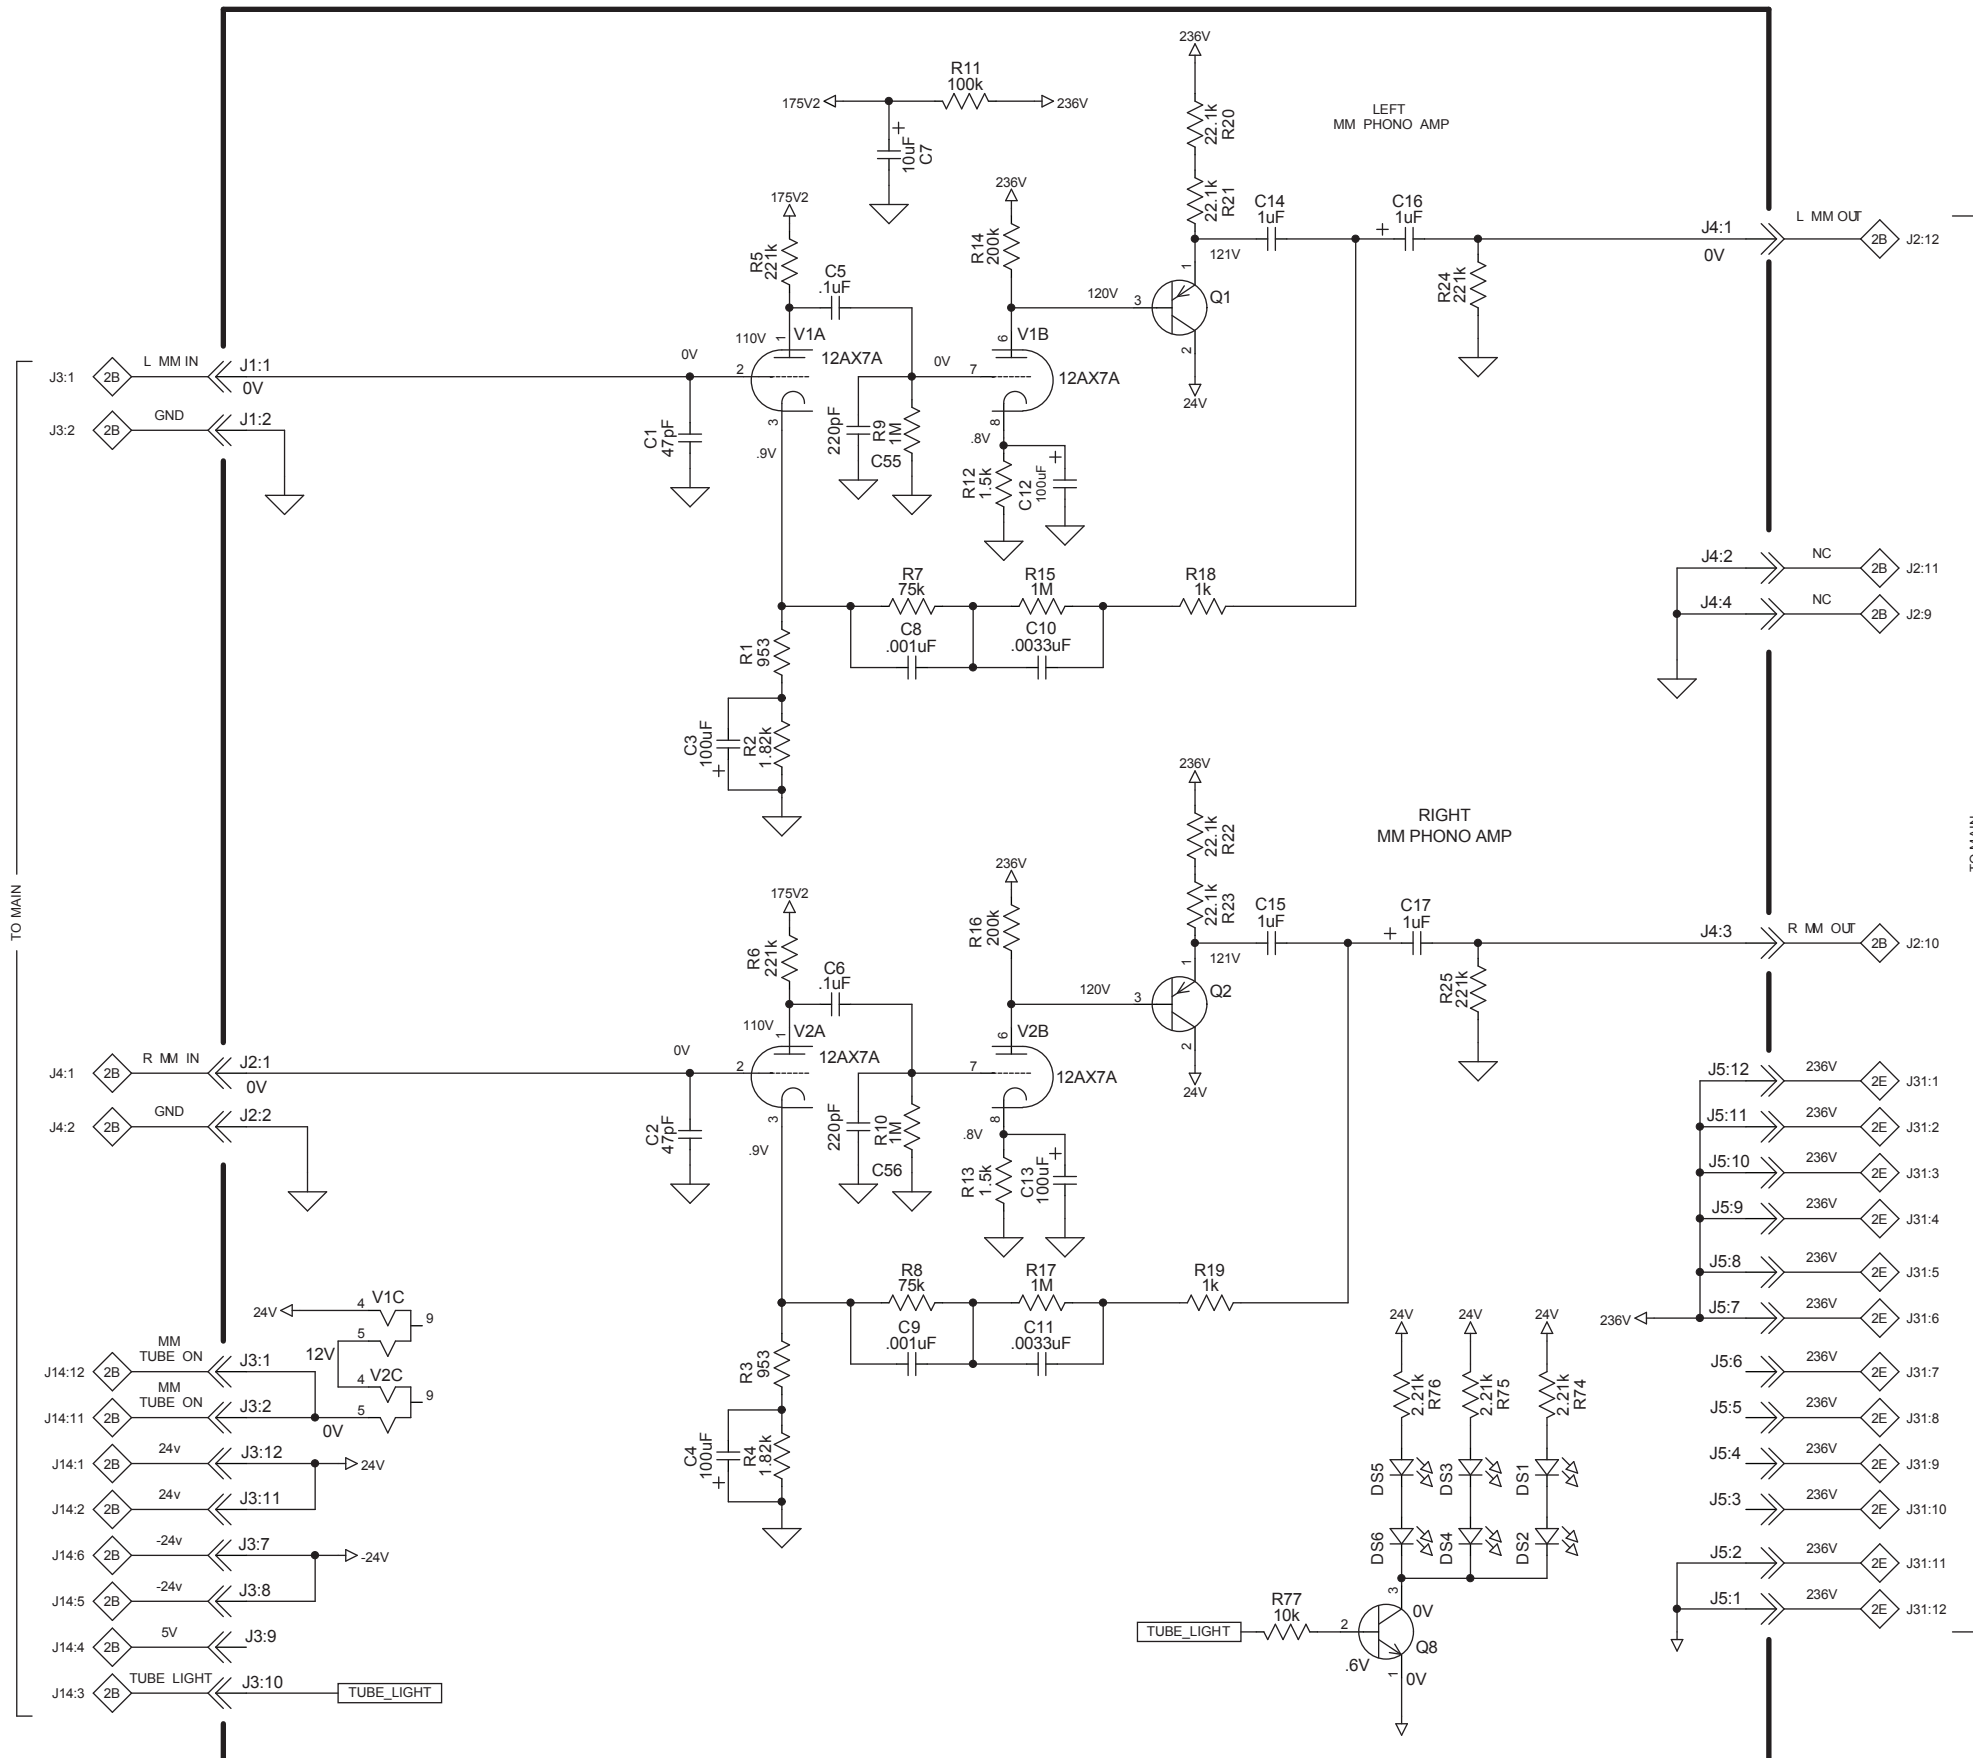 236V
R11
100k
175V2
236V
10uF
C7
LEFT
MM PHONO AMP
22.1k
R20
22.1k
R21
175V2
R5
221k
C5
.1uF
236V
R14
200k
C14
1uF
C16
1uF
121V
J4:1
0V
L MM OUT
2B
J2:12
R24
221k
120V
3
1
Q1
2
24V
110V
1
V1A
12AX7A
6
V1B
12AX7A
J3:1
2B
L MM IN
J1:1
0V
0V
2
0V
7
J3:2
2B
GND
J1:2
C1
47pF
3
.9V
220pF
R9
1M
C55
8
.8V
R12
1.5k
C12
100uF
J4:2
NC
2B
J2:11
J4:4
NC
2B
J2:9
R7
75k
R15
1M
R18
1k
C8
.001uF
C10
.0033uF
R1
953
C3
100uF
R2
1.82k
236V
RIGHT
MM PHONO AMP
22.1k
R22
22.1k
R23
TO MAIN
TO MAIN
175V2
R6
221k
C6
.1uF
236V
R16
200k
C15
1uF
C17
1uF
121V
J4:3
R MM OUT
2B
J2:10
R25
221k
120V
3
1
Q2
2
24V
110V
1
V2A
12AX7A
6
V2B
12AX7A
J4:1
2B
R MM IN
J2:1
0V
0V
2
7
J4:2
2B
GND
J2:2
C2
47pF
3
.9V
220pF
R10
1M
C56
8
.8V
R13
1.5k
C13
100uF
J5:12
236V
2E
J31:1
J5:11
236V
2E
J31:2
J5:10
236V
2E
J31:3
J5:9
236V
2E
J31:4
J5:8
236V
2E
J31:5
236V
J5:7
236V
2E
J31:6
J5:6
236V
2E
J31:7
J5:5
236V
2E
J31:8
J5:4
236V
2E
J31:9
J5:3
236V
2E
J31:10
J5:2
236V
2E
J31:11
J5:1
236V
2E
J31:12
R8
75k
R17
1M
R19
1k
C9
.001uF
C11
.0033uF
R3
953
C4
100uF
R4
1.82k
24V
4
V1C
9
5
12V
4
V2C
9
5
0V
J14:12
2B
MM
TUBE ON
J3:1
J14:11
2B
MM
TUBE ON
J3:2
J14:1
2B
24v
J3:12
24V
J14:2
2B
24v
J3:11
J14:6
2B
-24v
J3:7
-24V
J14:5
2B
-24v
J3:8
J14:4
2B
5V
J3:9
J14:3
2B
TUBE LIGHT
J3:10
TUBE_LIGHT
24V
24V
24V
2.21k
R76
2.21k
R75
2.21k
R74
DS5
DS3
DS1
DS6
DS4
DS2
TUBE_LIGHT
R77
10k
2
3
0V
Q8
.6V
1
0V